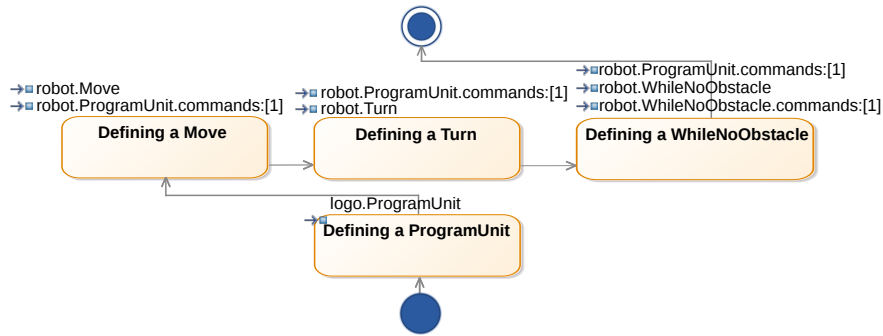 robot.Move
robot.ProgramUnit.commands:[1]
Defining a Move
robot.ProgramUnit.commands:[1]
robot.Turn
Defining a Turn
robot.ProgramUnit.commands:[1]
robot.WhileNoObstacle
robot.WhileNoObstacle.commands:[1]
Defining a WhileNoObstacle
logo.ProgramUnit
Defining a ProgramUnit